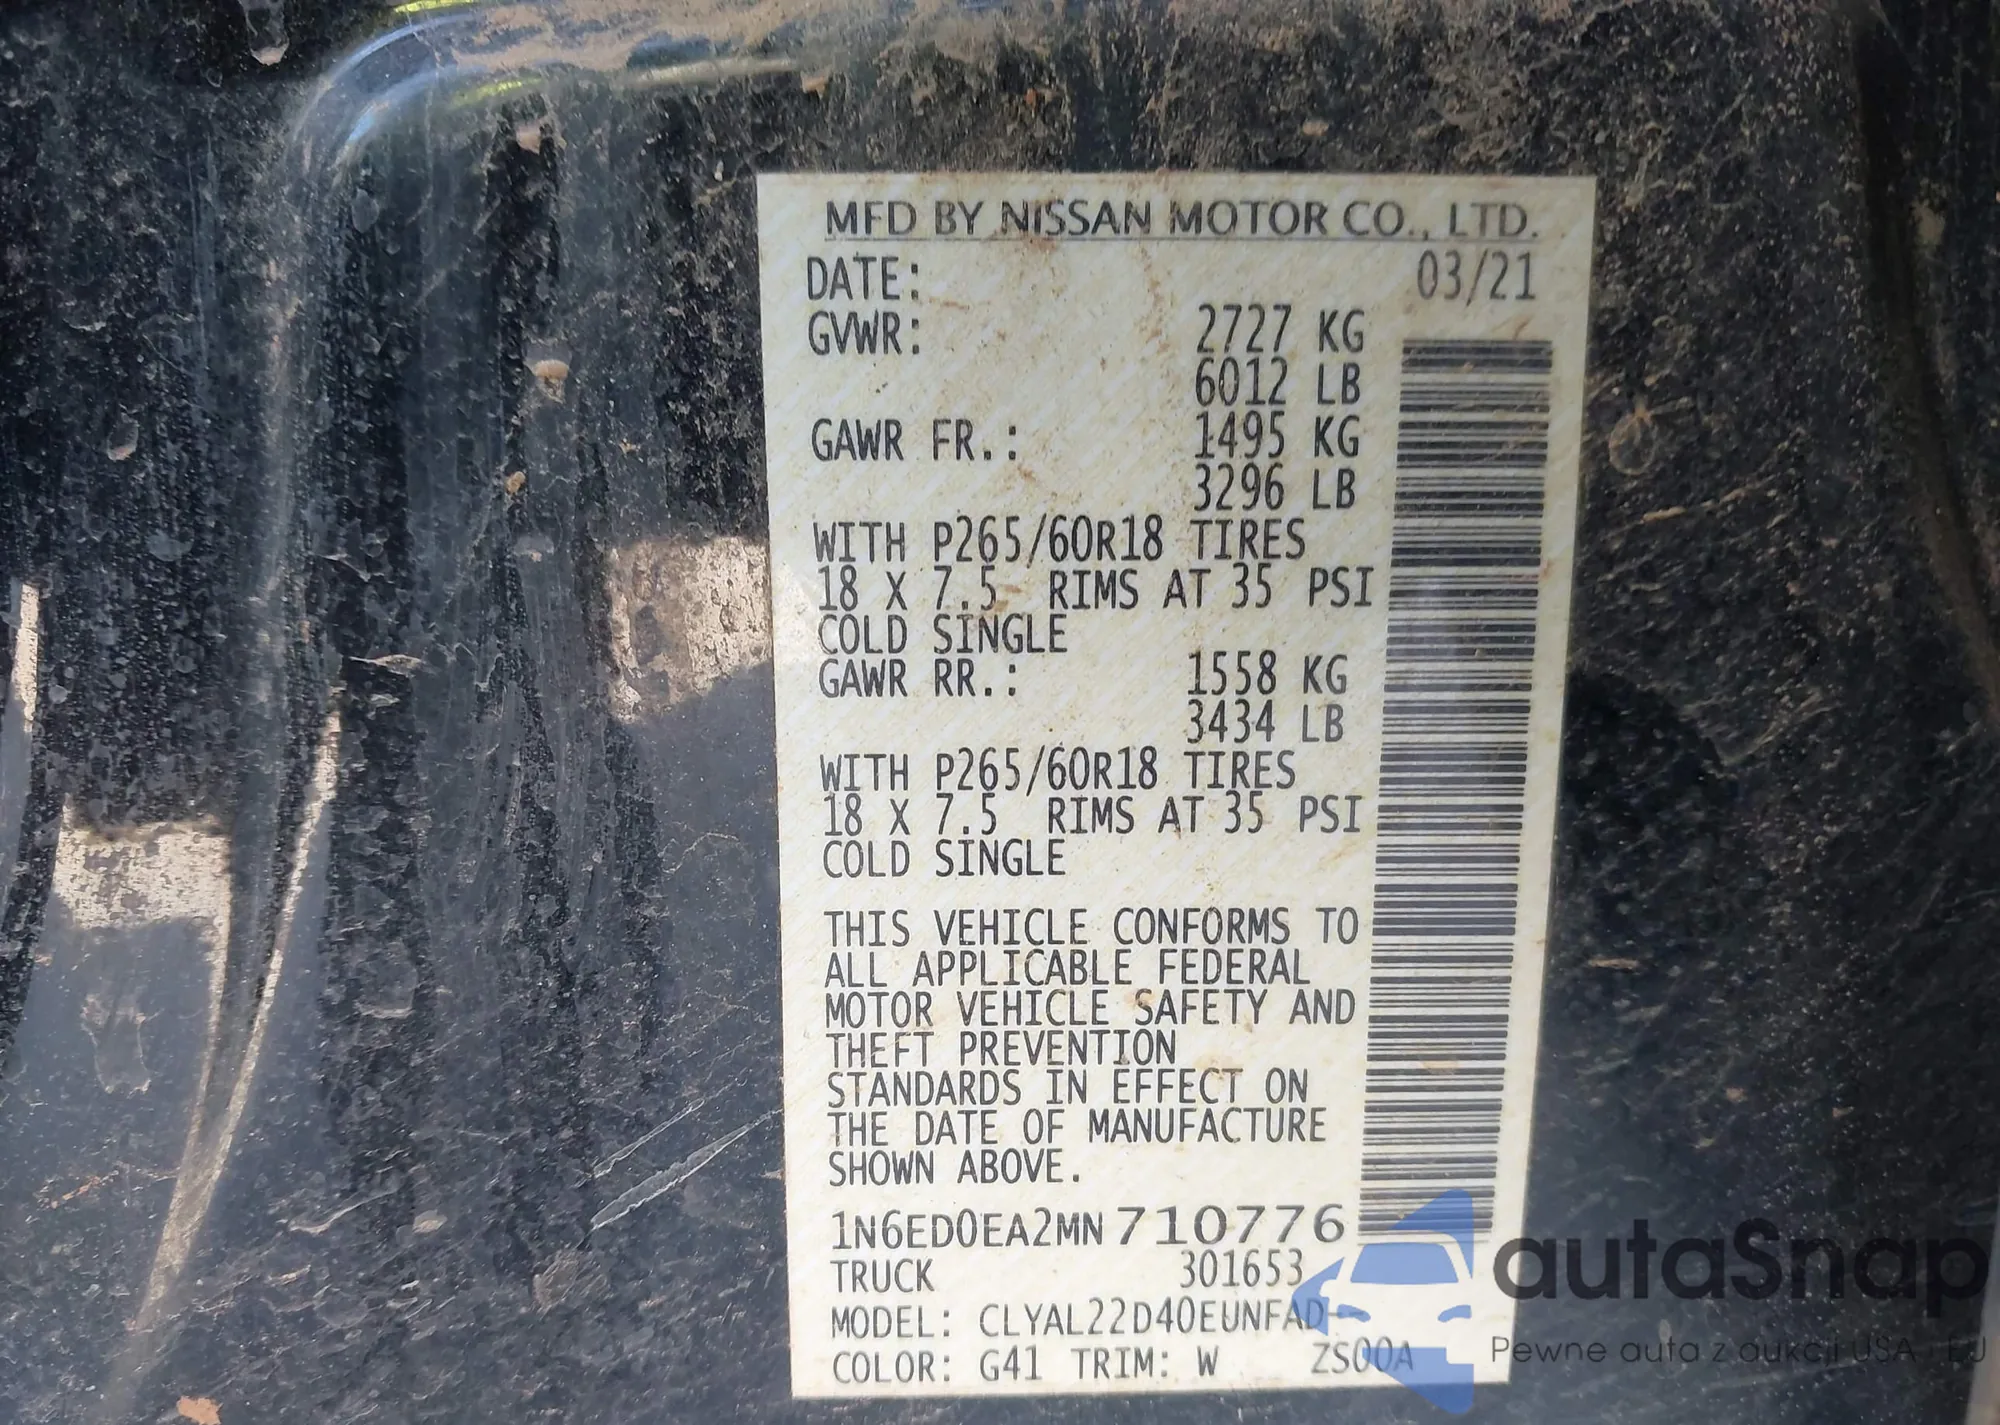 MFD BY NISSAN MOTOR CO., LTD.
DATE: 03/21
GVWR: 2727 KG
6012 LB
GAWR FR.: 1495 KG
3296 LB
WITH P265/60R18 TIRES
18 X 7.5 RIMS AT 35 PSI
COLD SINGLE
GAWR RR.: 1558 KG
3434 LB
WITH P265/60R18 TIRES
18 X 7.5 RIMS AT 35 PSI
COLD SINGLE
THIS VEHICLE CONFORMS TO
ALL APPLICABLE FEDERAL
MOTOR VEHICLE SAFETY AND
THEFT PREVENTION
STANDARDS IN EFFECT ON
THE DATE OF MANUFACTURE
SHOWN ABOVE.
1N6ED0EA2MN710776
TRUCK 301653
MODEL: CLYAL22D40EUNFAD-
COLOR: G41 TRIM: W ZS00A
autaSnap
Pewne auta z aukcji USA i EU